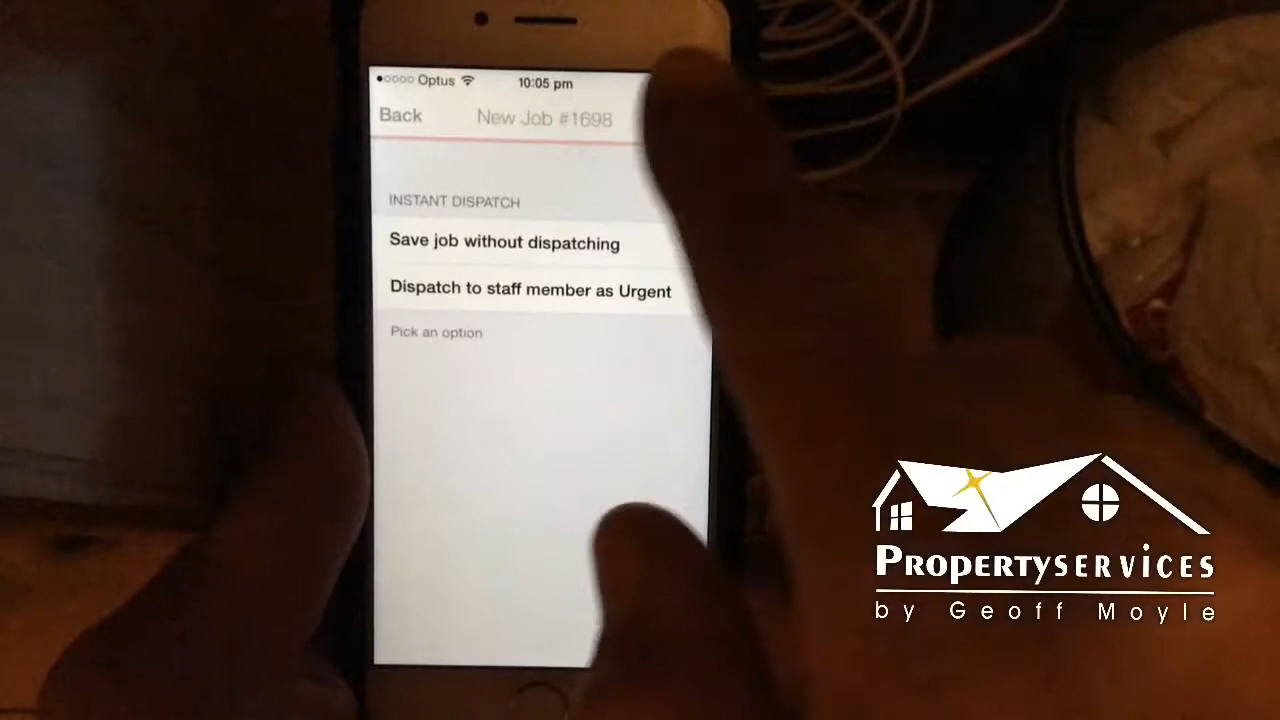 Optus 10:05 pm
Back New Job #1698
INSTANT DISPATCH
Save job without dispatching
Dispatch to staff member as Urgent
Pick an option
PROPERTYSERVICES
by Geoff Moyle